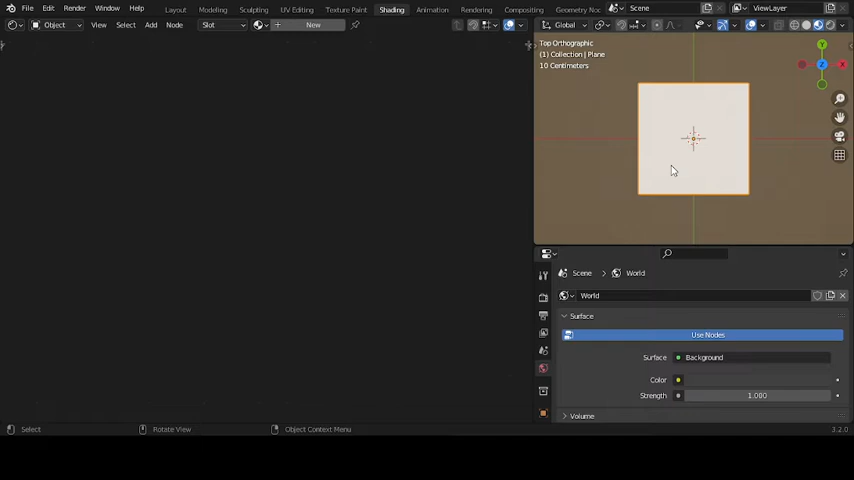 File Edit Render Window Help Layout Modeling Sculpting UV Editing Texture Paint Shading Animation Rendering Compositing Geometry No Scene ViewLayer
Object View Select Add Node Slot New Global
Top Orthographic
(1) Collection | Plane
10 Centimeters
Y
Z
X
Scene > World
World
Surface
Use Nodes
Surface Background
Color
Strength 1.000
Volume
Select Rotate View Object Context Menu 3.2.0